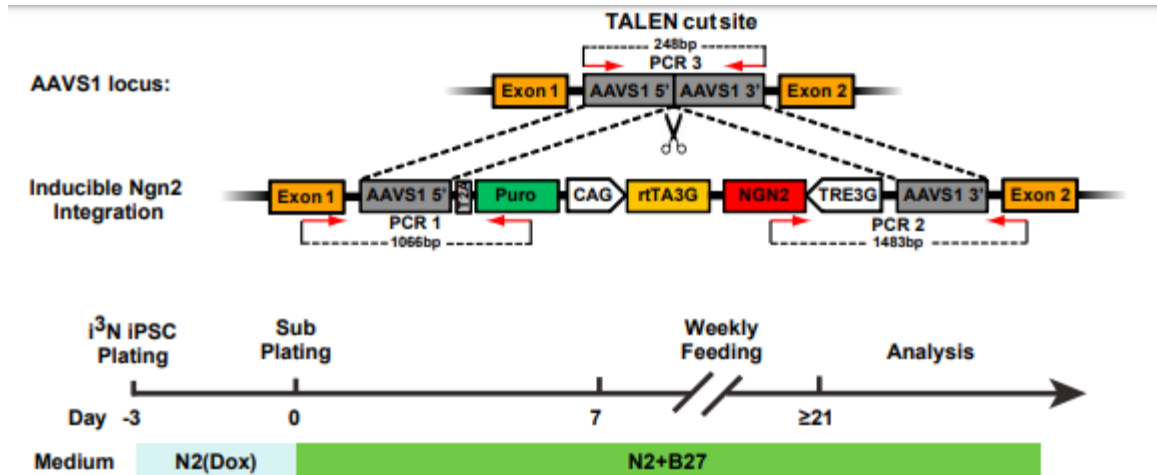 TALEN cut site
248bp
PCR 3
AAVS1 locus:
Exon 1 AAVS1 5' AAVS1 3' Exon 2
Inducible Ngn2
Integration
Exon 1 AAVS1 5' T2A Puro CAG rtTA3G NGN2 TRE3G AAVS1 3' Exon 2
PCR 1 PCR 2
1066bp 1483bp
i³N iPSC
Plating
Sub
Plating
Weekly
Feeding
Analysis
Day -3 0 7 ≥21
Medium N2(Dox) N2+B27